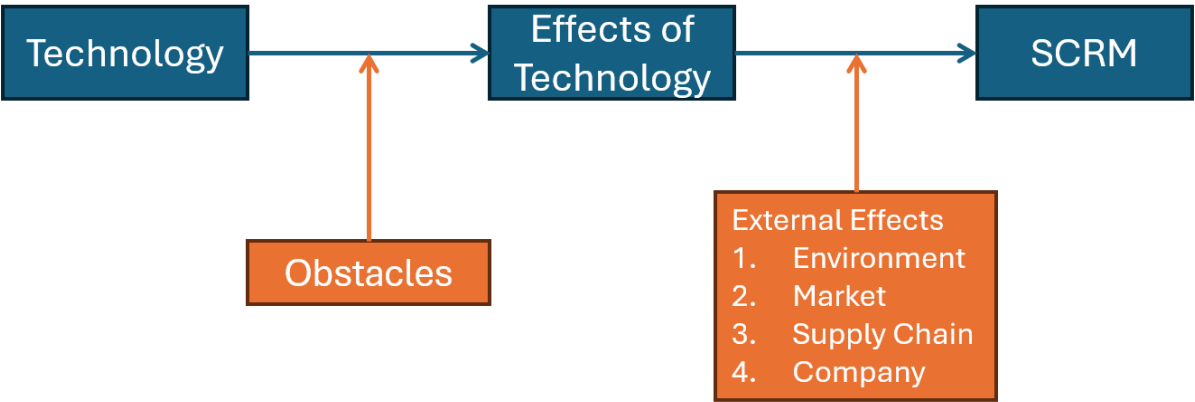 Technology
Effects of
Technology
SCRM
Obstacles
External Effects
1. Environment
2. Market
3. Supply Chain
4. Company